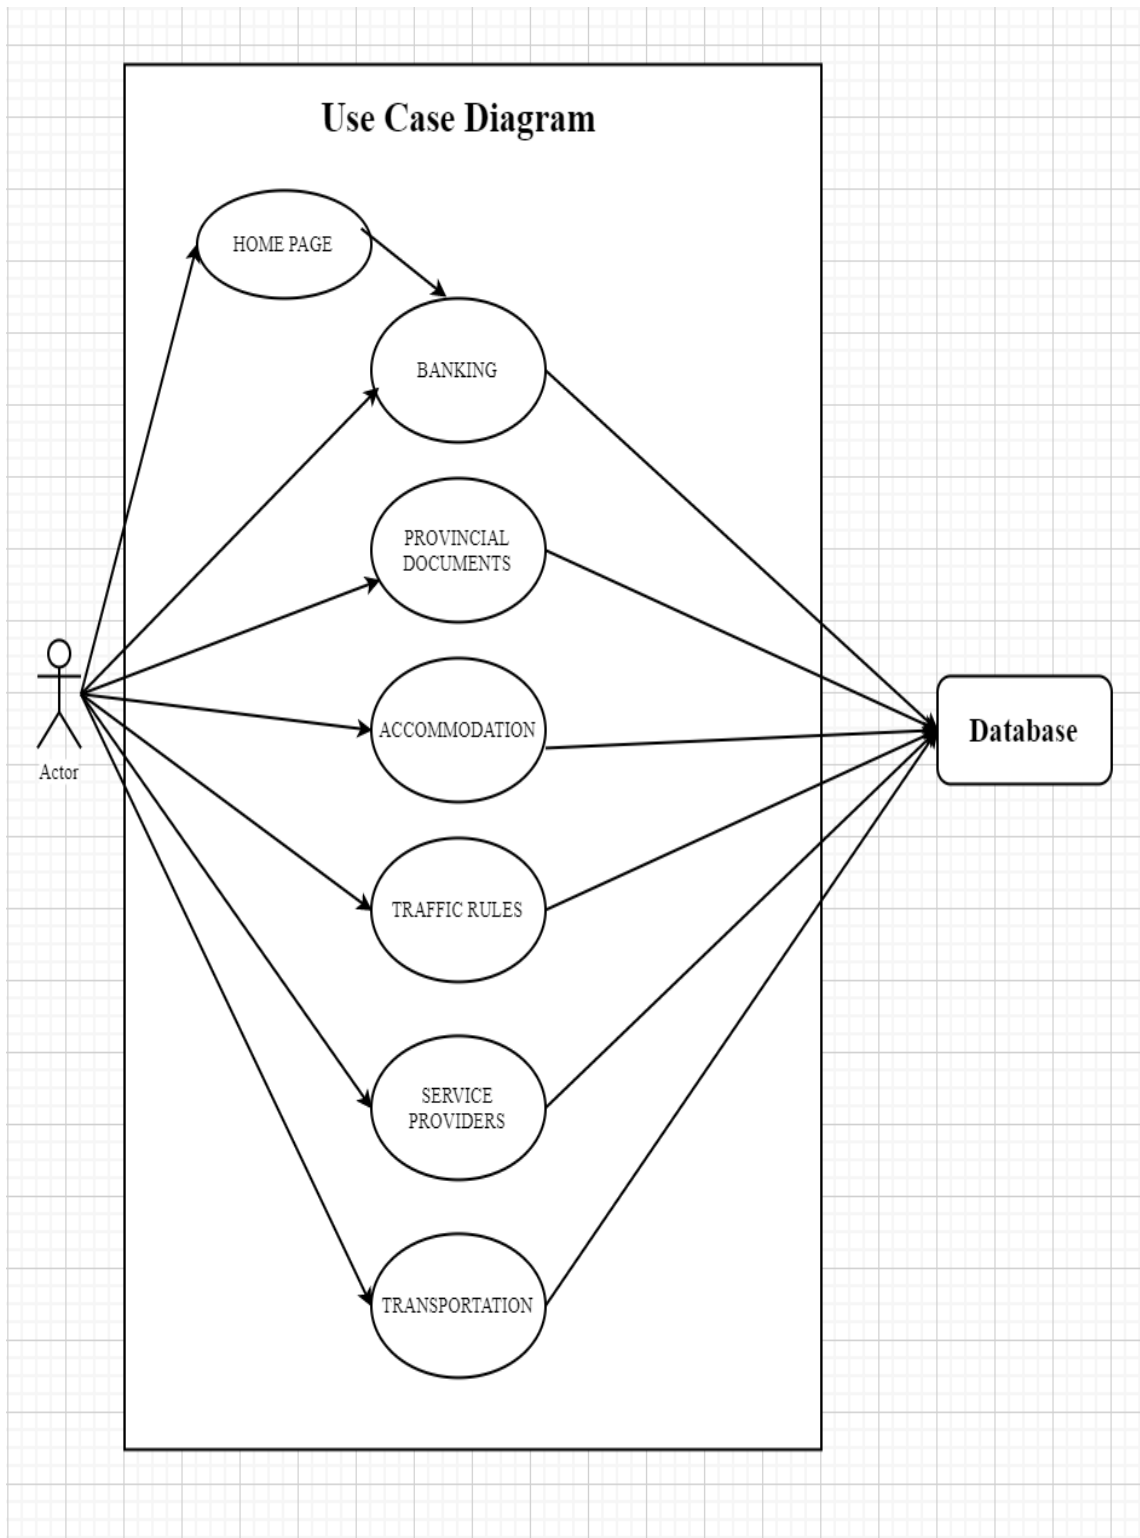 Use Case Diagram
HOME PAGE
BANKING
PROVINCIAL
DOCUMENTS
ACCOMMODATION
Actor
Database
TRAFFIC RULES
SERVICE
PROVIDERS
TRANSPORTATION